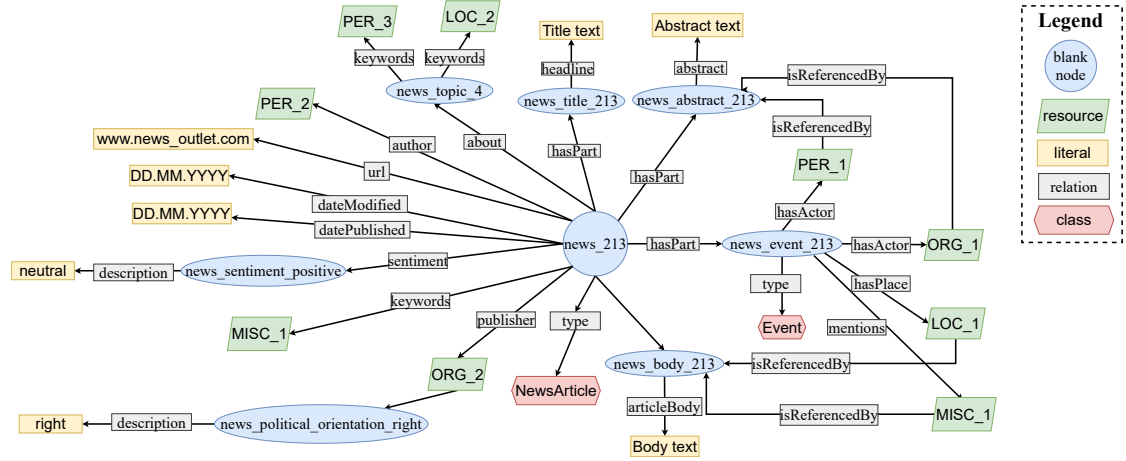 PER_3
LOC_2
keywords
keywords
news_topic_4
Title text
headline
news_title_213
Abstract text
abstract
news_abstract_213
isReferencedBy
isReferencedBy
PER_2
author
about
hasPart
hasPart
www.news_outlet.com
url
DD.MM.YYYY
dateModified
DD.MM.YYYY
datePublished
PER_1
hasActor
news_213
hasPart
news_event_213
hasActor
ORG_1
neutral
description
news_sentiment_positive
sentiment
type
hasPlace
keywords
MISC_1
publisher
type
Event
mentions
LOC_1
ORG_2
NewsArticle
news_body_213
isReferencedBy
articleBody
isReferencedBy
MISC_1
right
description
news_political_orientation_right
Body text
Legend
blank
node
resource
literal
relation
class